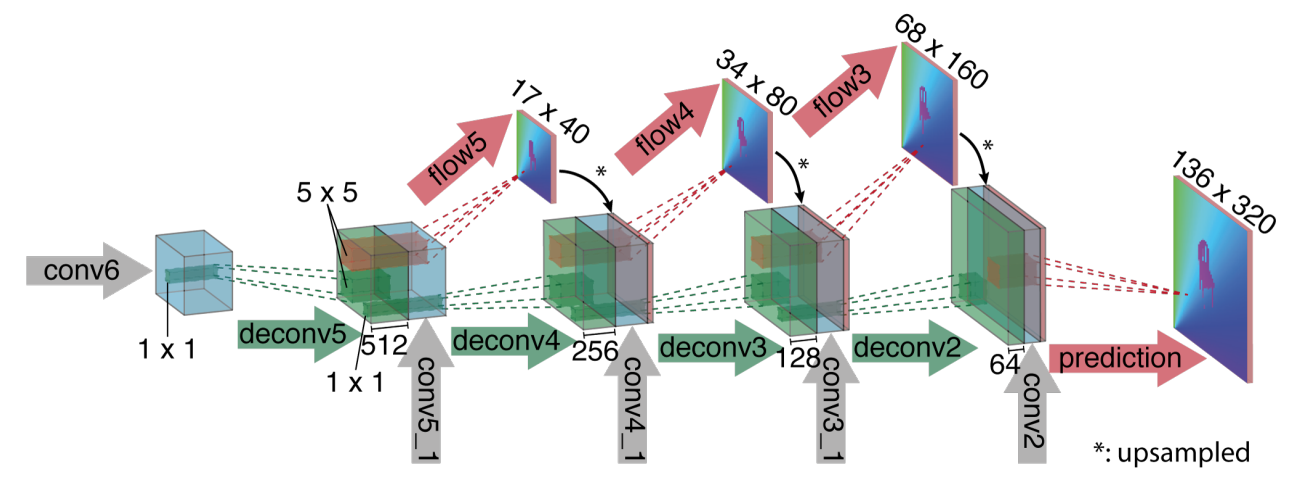 conv6
1 x 1
deconv5
5 x 5
512
1 x 1
conv5_1
flow5
17 x 40
*
deconv4
256
conv4_1
flow4
34 x 80
*
deconv3
128
conv3_1
flow3
68 x 160
*
deconv2
64
conv2
prediction
136 x 320
*: upsampled